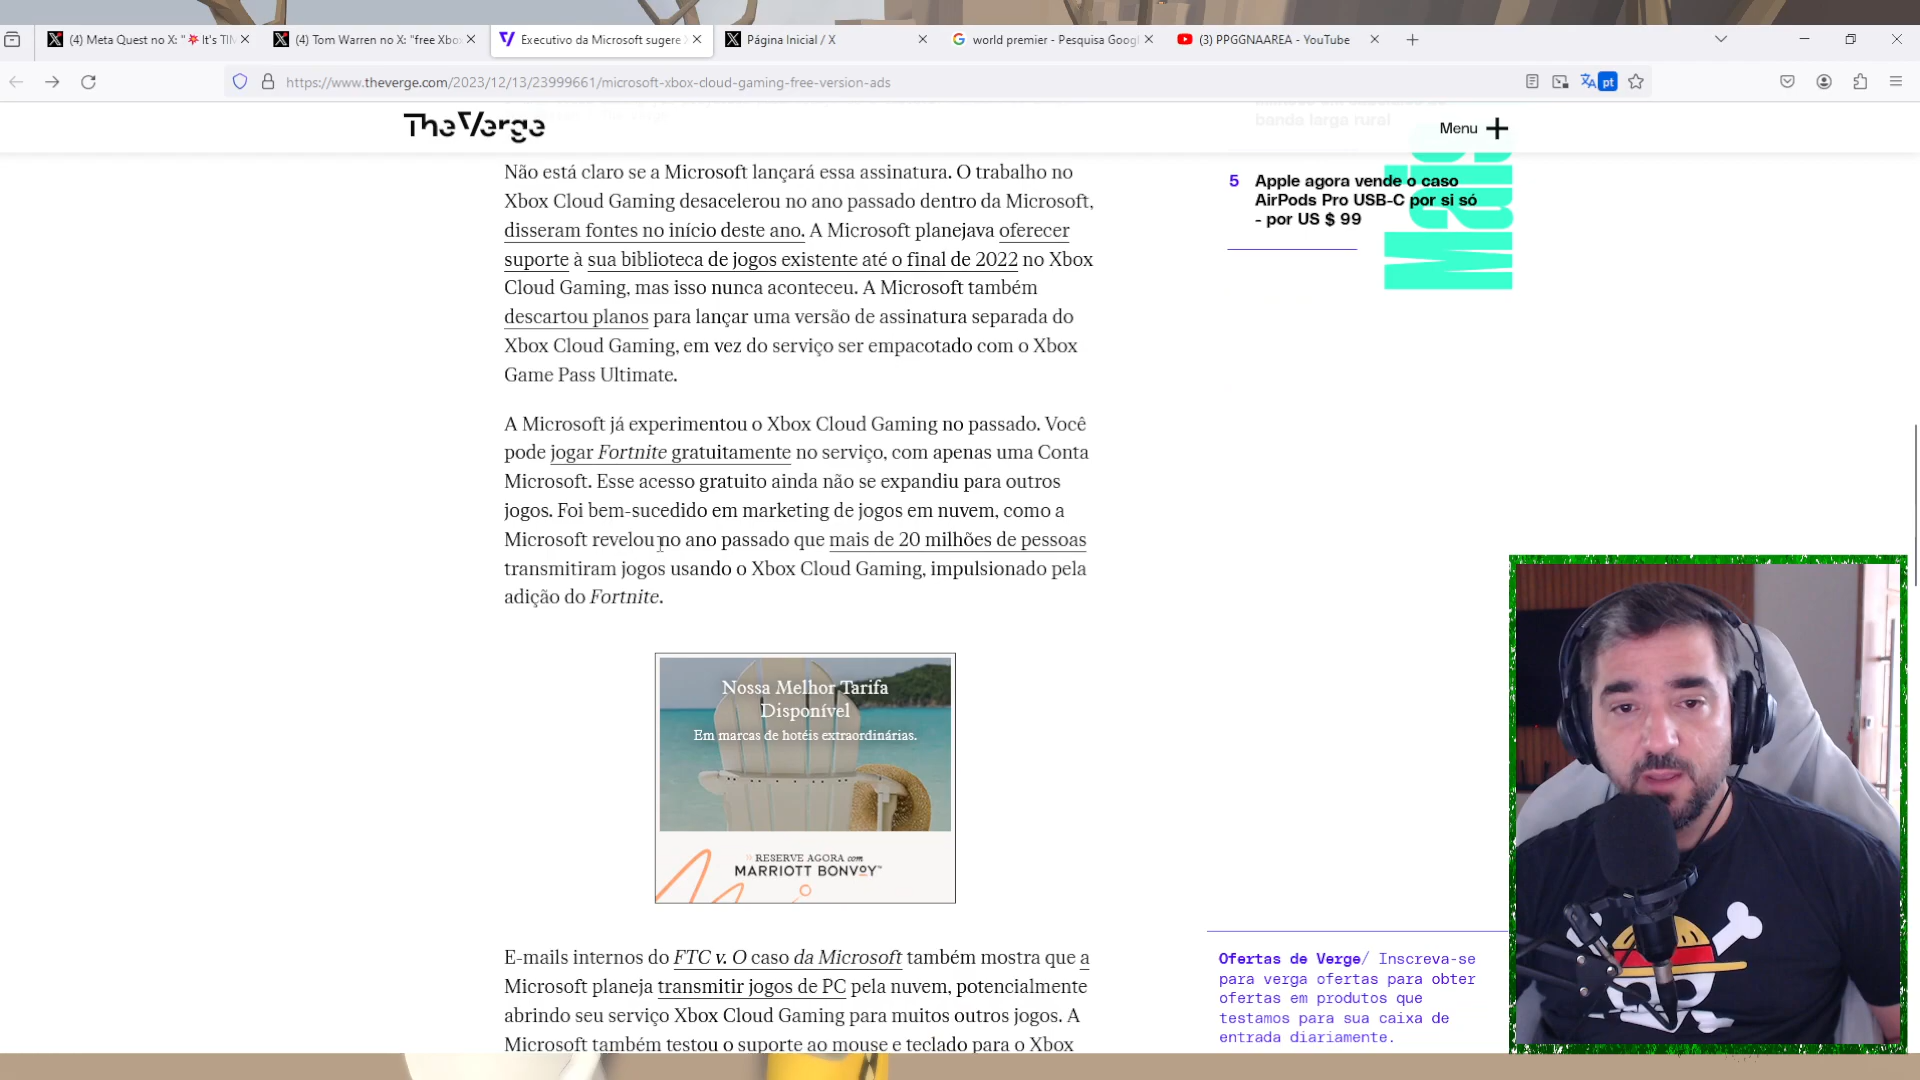 (4) Meta Quest no X: "💥 It's TIM
(4) Tom Warren no X: "free Xbox
Executivo da Microsoft sugere X
Página Inicial / X
world premier - Pesquisa Googl
(3) PPGGNAAREA - YouTube
https://www.theverge.com/2023/12/13/23999661/microsoft-xbox-cloud-gaming-free-version-ads
pt
The Verge
Menu
banda larga rural
Não está claro se a Microsoft lançará essa assinatura. O trabalho no
Xbox Cloud Gaming desacelerou no ano passado dentro da Microsoft,
disseram fontes no início deste ano. A Microsoft planejava oferecer
suporte à sua biblioteca de jogos existente até o final de 2022 no Xbox
Cloud Gaming, mas isso nunca aconteceu. A Microsoft também
descartou planos para lançar uma versão de assinatura separada do
Xbox Cloud Gaming, em vez do serviço ser empacotado com o Xbox
Game Pass Ultimate.
A Microsoft já experimentou o Xbox Cloud Gaming no passado. Você
pode jogar Fortnite gratuitamente no serviço, com apenas uma Conta
Microsoft. Esse acesso gratuito ainda não se expandiu para outros
jogos. Foi bem-sucedido em marketing de jogos em nuvem, como a
Microsoft revelou no ano passado que mais de 20 milhões de pessoas
transmitiram jogos usando o Xbox Cloud Gaming, impulsionado pela
adição do Fortnite.
Nossa Melhor Tarifa
Disponível
Em marcas de hotéis extraordinárias.
RESERVE AGORA com
MARRIOTT BONVOY
E-mails internos do FTC v. O caso da Microsoft também mostra que a
Microsoft planeja transmitir jogos de PC pela nuvem, potencialmente
abrindo seu serviço Xbox Cloud Gaming para muitos outros jogos. A
Microsoft também testou o suporte ao mouse e teclado para o Xbox
5 Apple agora vende o caso
AirPods Pro USB-C por si só
- por US $ 99
Mais
Ofertas de Verge/ Inscreva-se
para verga ofertas para obter
ofertas em produtos que
testamos para sua caixa de
entrada diariamente.